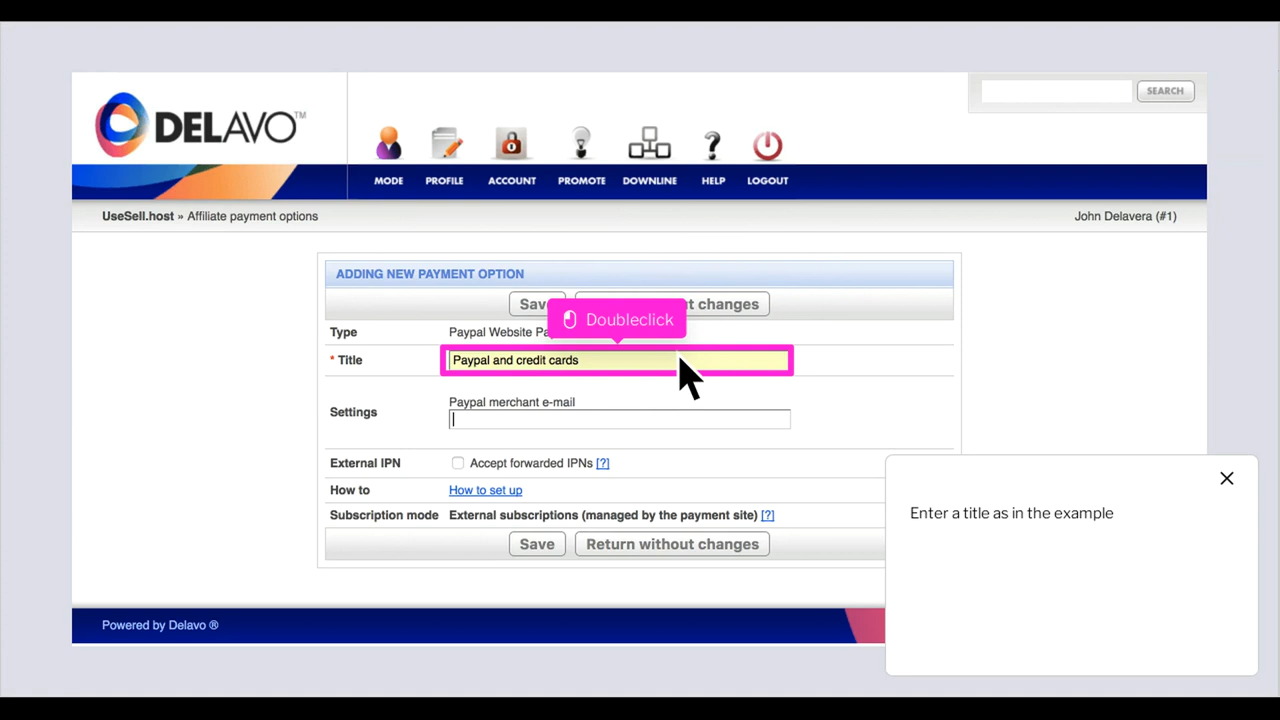 DELAVO™
SEARCH
MODE PROFILE ACCOUNT PROMOTE DOWNLINE HELP LOGOUT
UseSell.host » Affiliate payment options
John Delavera (#1)
ADDING NEW PAYMENT OPTION
changes
Doubleclick
Type Paypal Website
* Title Paypal and credit cards
Paypal merchant e-mail
Settings
External IPN Accept forwarded IPNs [?]
How to How to set up
Subscription mode External subscriptions (managed by the payment site) [?]
Save Return without changes
Enter a title as in the example
Powered by Delavo ®